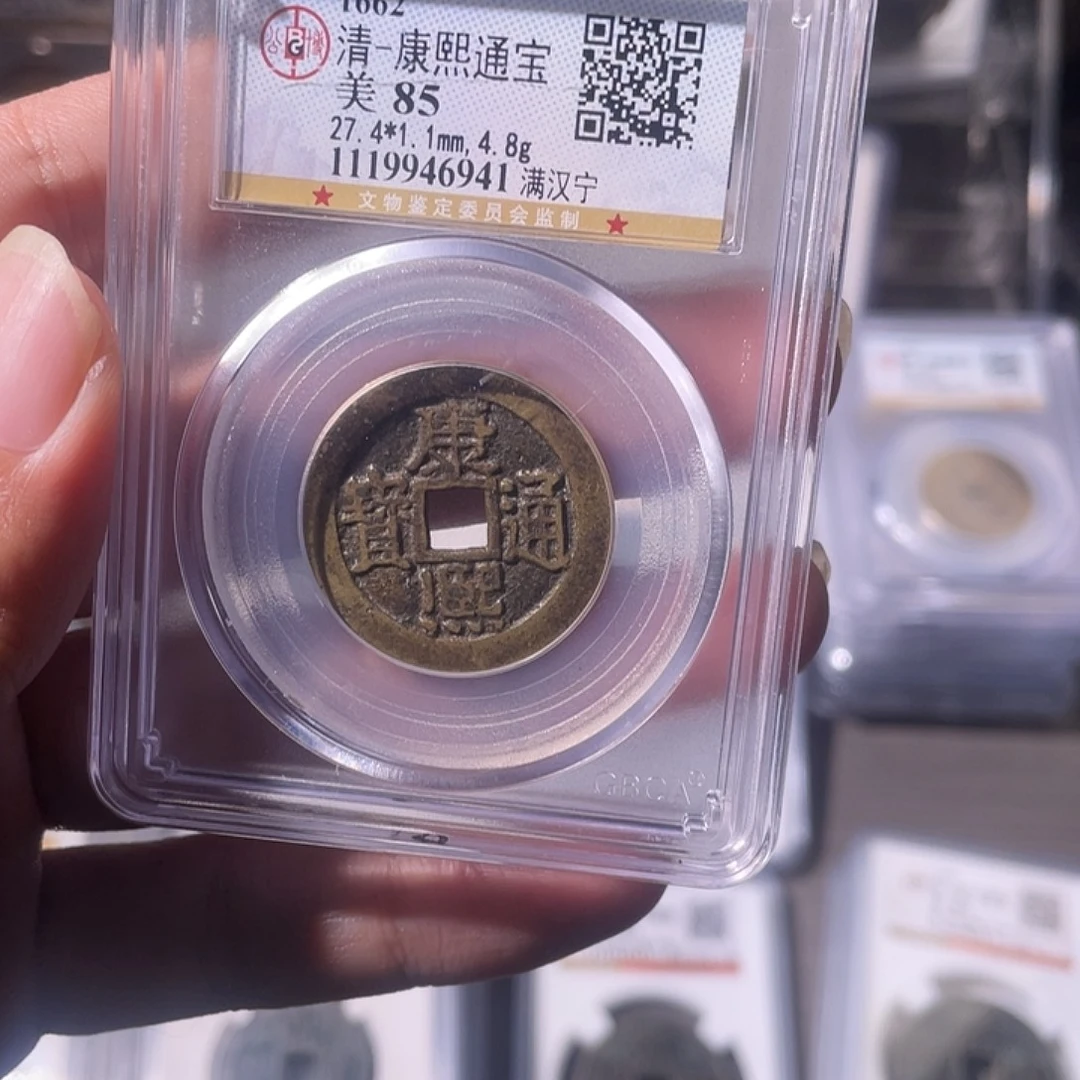 1662
清-康熙通宝
美 85
27.4*1.1mm, 4.8g
1119946941 满汉宁
★ 文物鉴定委员会监制 ★
康
寶 通
熙
GBCA